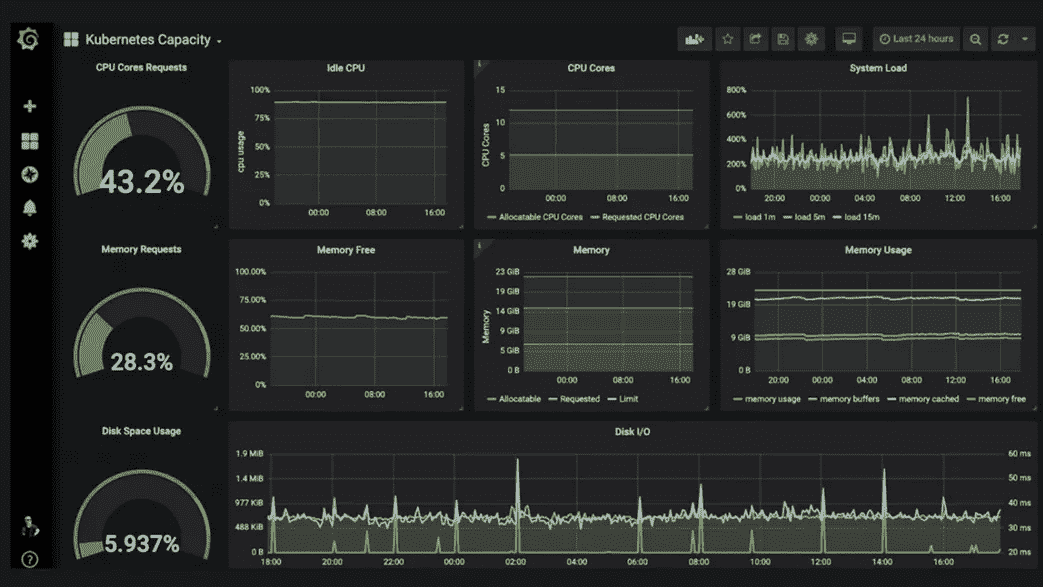 Kubernetes Capacity
Last 24 hours
CPU Cores Requests
43.2%
Idle CPU
cpu usage
100%
75%
50%
25%
0%
00:00 08:00 16:00
CPU Cores
CPU Cores
15
10
5
0
00:00 08:00 16:00
Allocatable CPU Cores Requested CPU Cores
System Load
800%
600%
400%
200%
0%
20:00 00:00 04:00 08:00 12:00 16:00
load 1m load 5m load 15m
Memory Requests
28.3%
Memory Free
100.00%
75.00%
50.00%
25.00%
0%
00:00 08:00 16:00
Memory
Memory
23 GiB
19 GiB
14 GiB
9 GiB
5 GiB
0 B
00:00 08:00 16:00
Allocatable Requested Limit
Memory Usage
28 GiB
19 GiB
9 GiB
0 B
20:00 00:00 04:00 08:00 12:00 16:00
memory usage memory buffers memory cached memory free
Disk Space Usage
5.937%
Disk I/O
1.9 MiB
1.4 MiB
977 KiB
488 KiB
0 B
60 ms
50 ms
40 ms
30 ms
20 ms
18:00 20:00 22:00 00:00 02:00 04:00 06:00 08:00 10:00 12:00 14:00 16:00